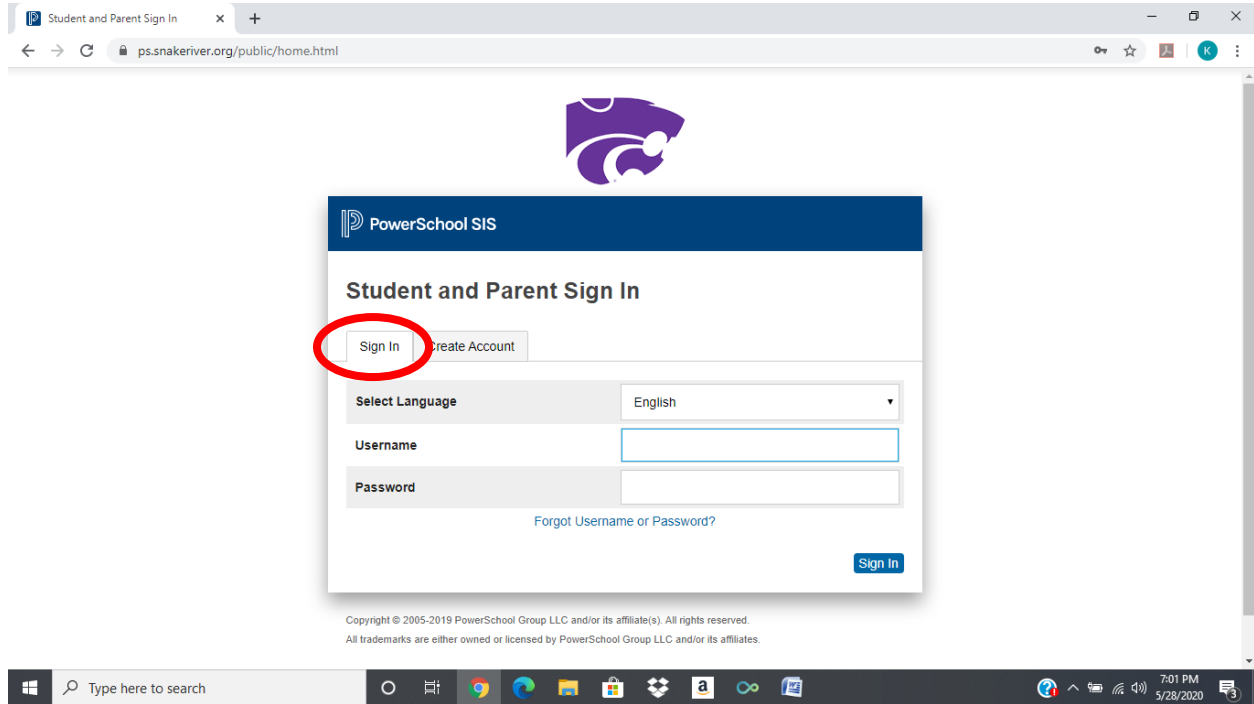 Student and Parent Sign In
ps.snakeriver.org/public/home.html
K
PowerSchool SIS
Student and Parent Sign In
Sign In
Create Account
Select Language
English
Username
Password
Forgot Username or Password?
Sign In
Copyright © 2005-2019 PowerSchool Group LLC and/or its affiliate(s). All rights reserved.
All trademarks are either owned or licensed by PowerSchool Group LLC and/or its affiliates.
Type here to search
a
W
?
7:01 PM
5/28/2020
3